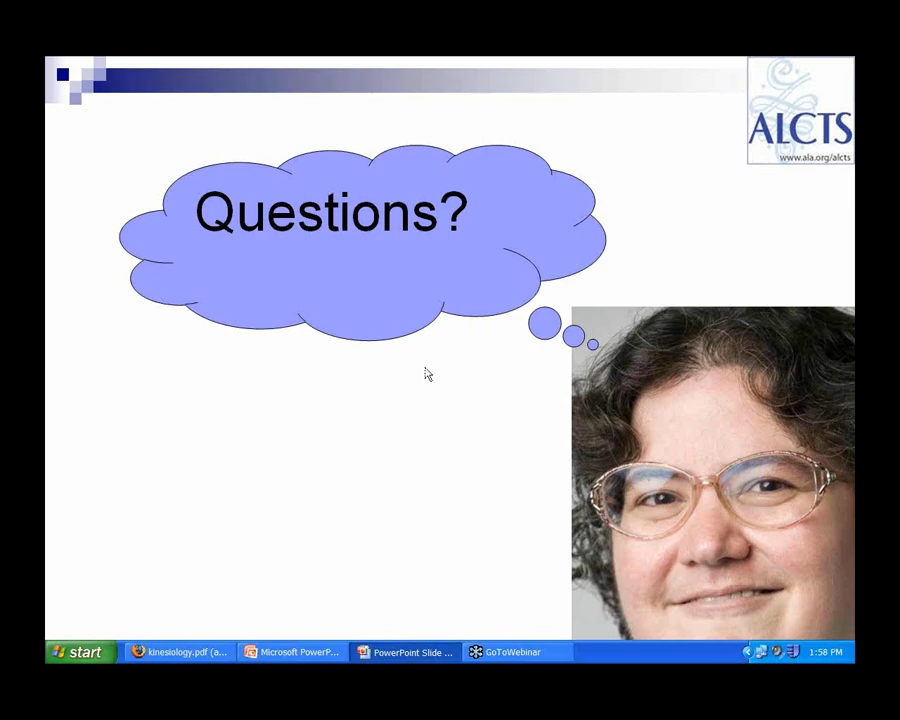 ALCTS
www.ala.org/alcts
Questions?
start
kinesiology.pdf (a...
Microsoft PowerP...
PowerPoint Slide ...
GoToWebinar
1:58 PM